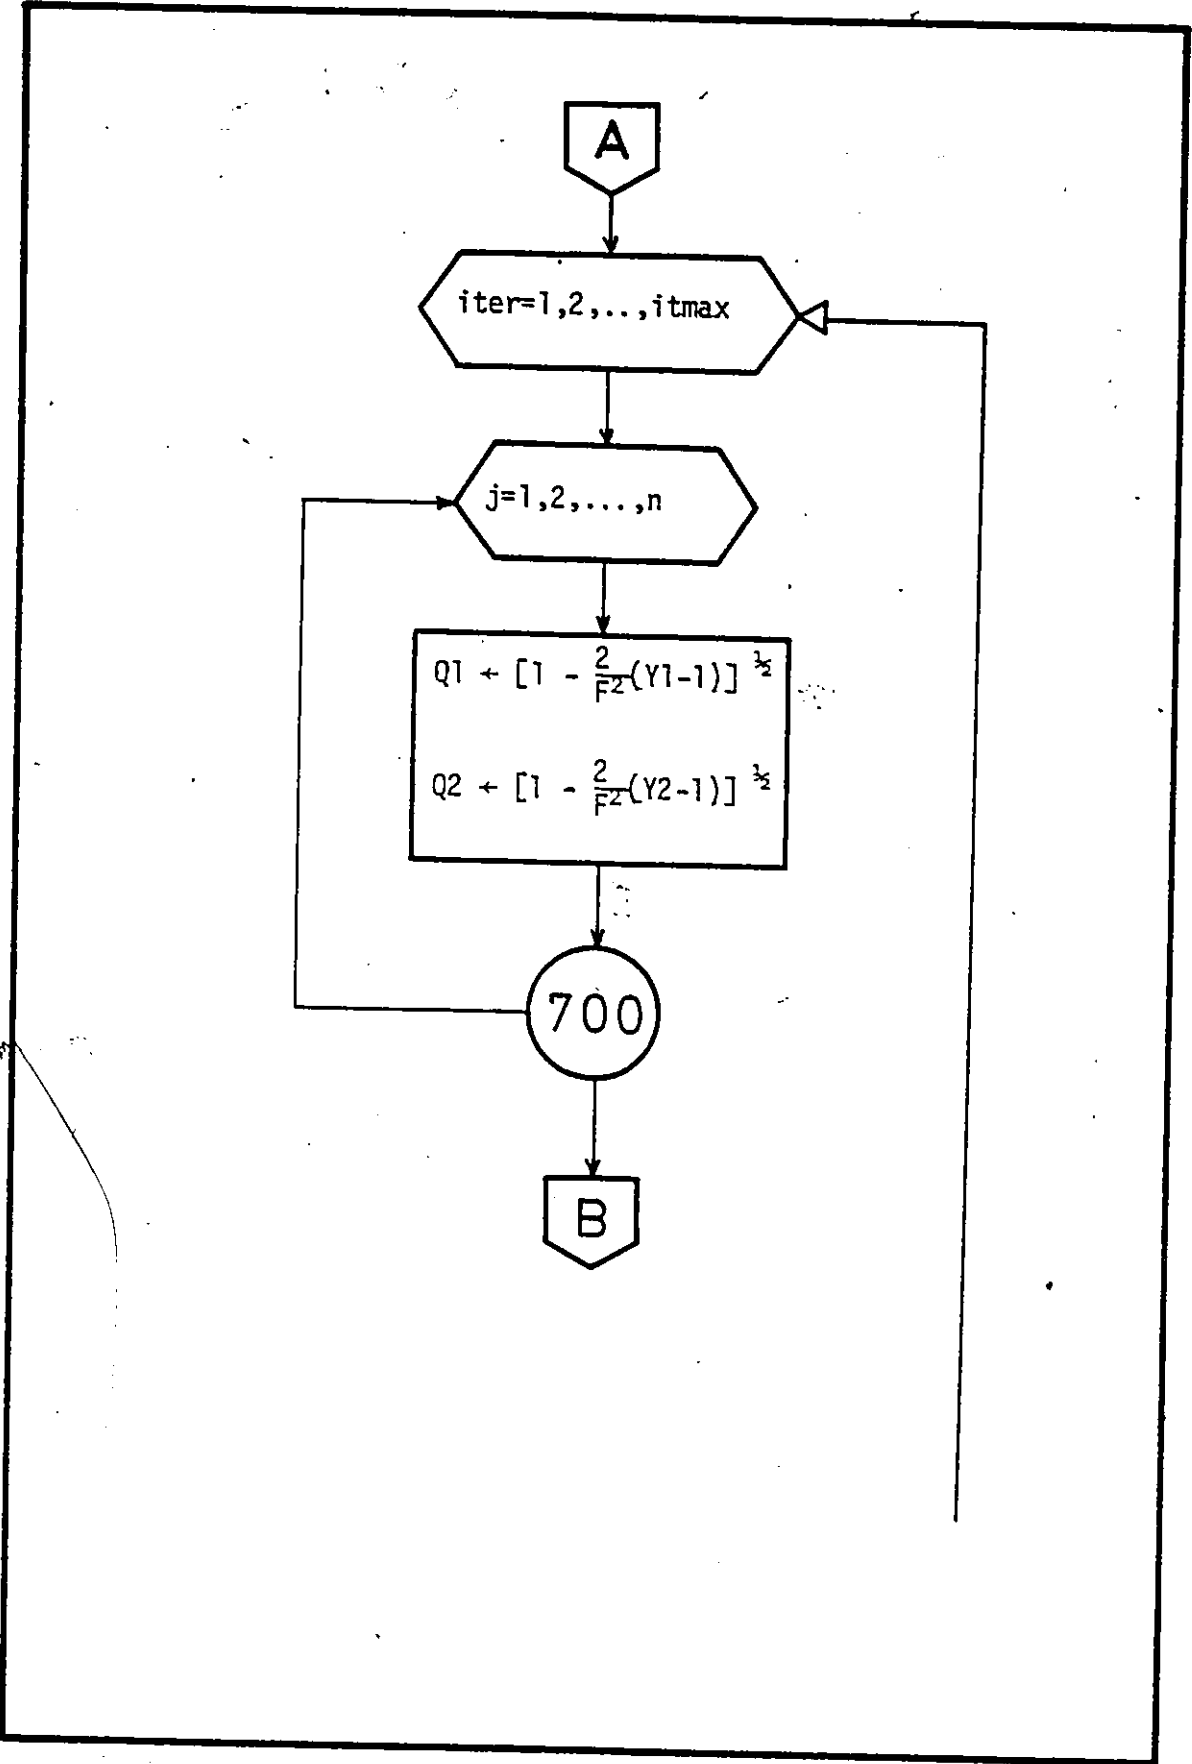 A
iter=1,2,..,itmax
j=1,2,...,n
Q1 ← [1 - 2/F²(Y1-1)] ½
Q2 ← [1 - 2/F²(Y2-1)] ½
700
B